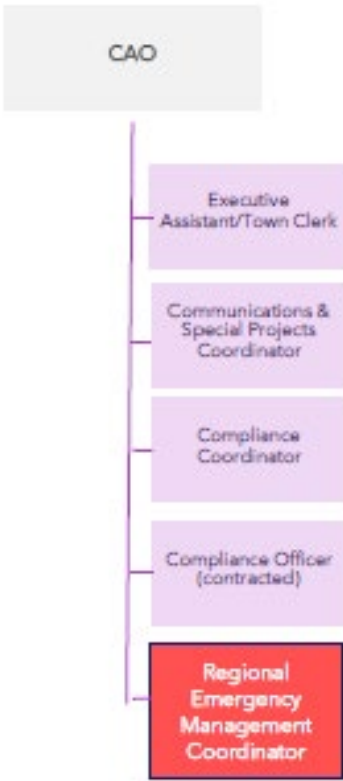 CAO
Executive
Assistant/Town Clerk
Communications &
Special Projects
Coordinator
Compliance
Coordinator
Compliance Officer
(contracted)
Regional
Emergency
Management
Coordinator